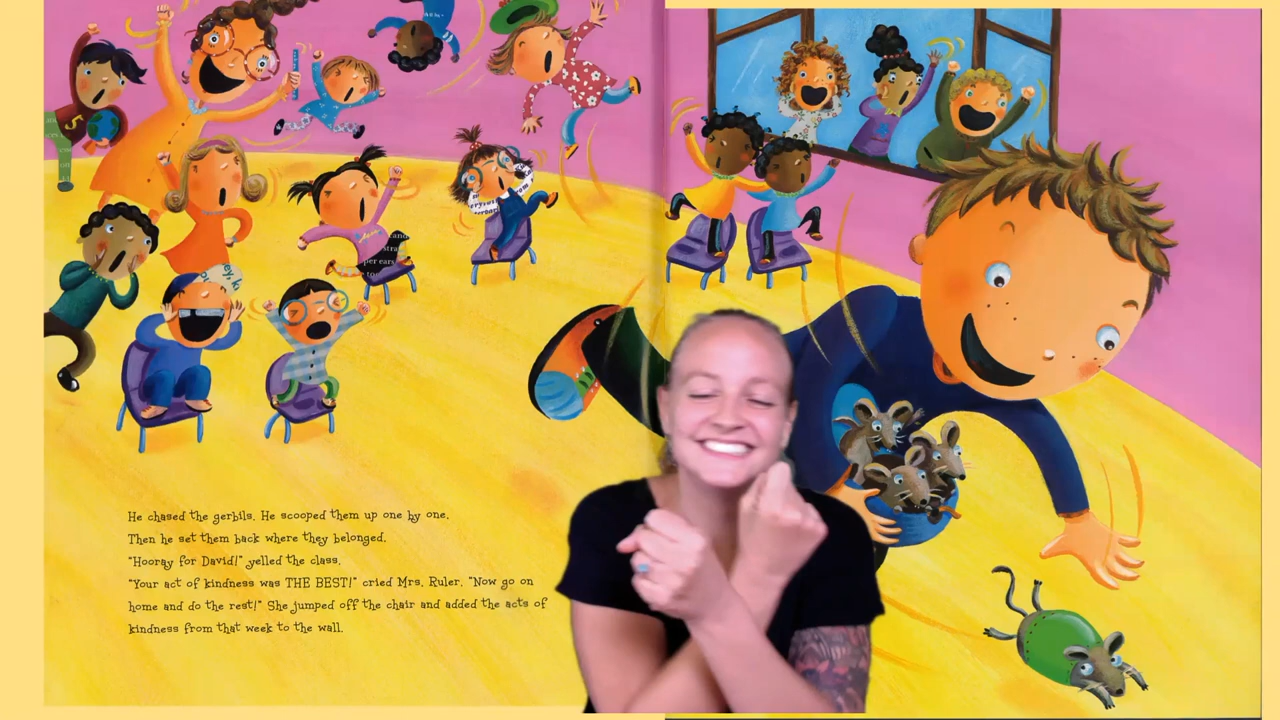 He chased the gerbils. He scooped them up one by one.
Then he set them back where they belonged.
"Hooray for David!" yelled the class.
"Your act of kindness was THE BEST!" cried Mrs. Ruler. "Now go on
home and do the rest!" She jumped off the chair and added the acts of
kindness from that week to the wall.